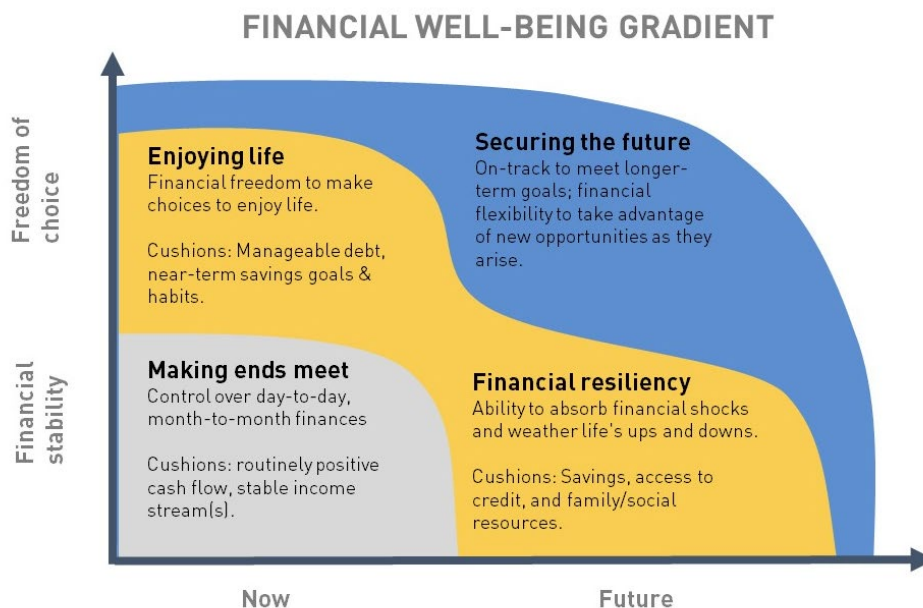 FINANCIAL WELL-BEING GRADIENT
Freedom of
choice
Enjoying life
Financial freedom to make
choices to enjoy life.
Cushions: Manageable debt,
near-term savings goals &
habits.
Securing the future
On-track to meet longer-
term goals; financial
flexibility to take advantage
of new opportunities as they
arise.
Financial
stability
Making ends meet
Control over day-to-day,
month-to-month finances
Cushions: routinely positive
cash flow, stable income
stream(s).
Financial resiliency
Ability to absorb financial shocks
and weather life's ups and downs.
Cushions: Savings, access to
credit, and family/social
resources.
Now
Future